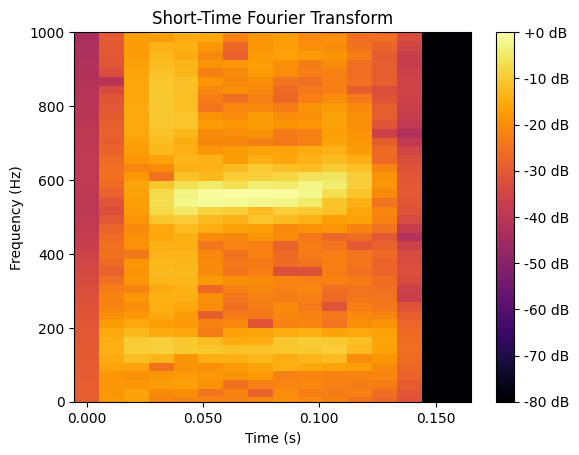 Short-Time Fourier Transform
1000
800
600
400
200
0
Frequency (Hz)
0.000
0.050
0.100
0.150
Time (s)
+0 dB
-10 dB
-20 dB
-30 dB
-40 dB
-50 dB
-60 dB
-70 dB
-80 dB